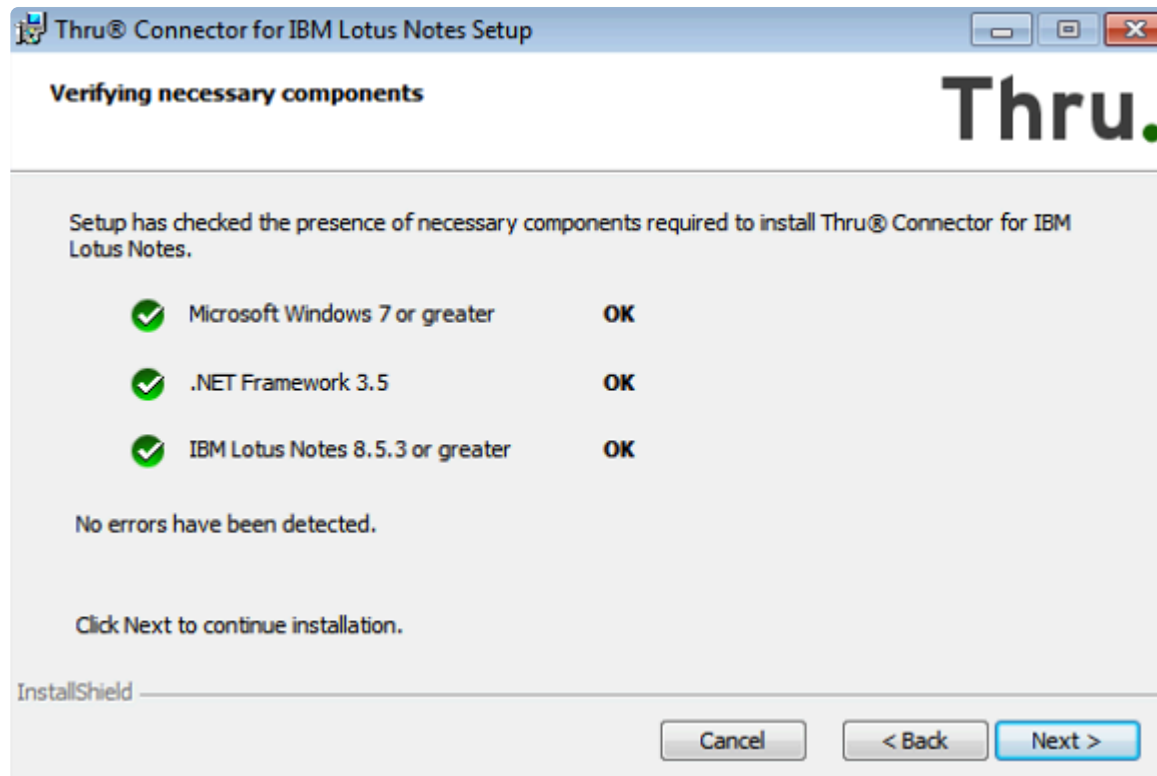 Thru® Connector for IBM Lotus Notes Setup
Verifying necessary components
Thru.
Setup has checked the presence of necessary components required to install Thru® Connector for IBM
Lotus Notes.
Microsoft Windows 7 or greater OK
.NET Framework 3.5 OK
IBM Lotus Notes 8.5.3 or greater OK
No errors have been detected.
Click Next to continue installation.
InstallShield
Cancel < Back Next >